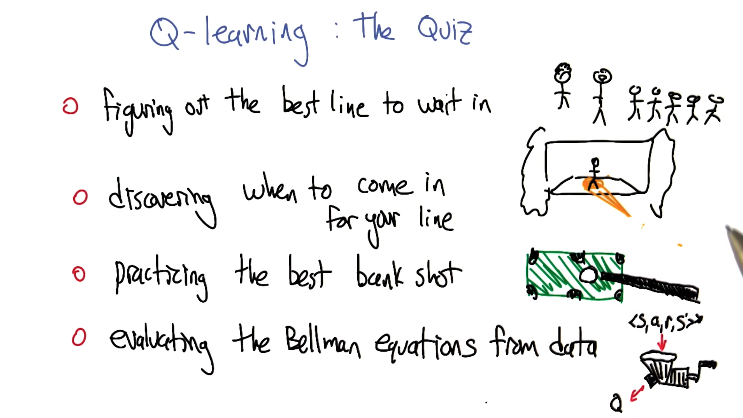 Q-learning : the Quiz
figuring out the best line to wait in
discovering when to come in
for your line
practicing the best bank shot
<s,a,r,s'>*
evaluating the Bellman equations from data
Q